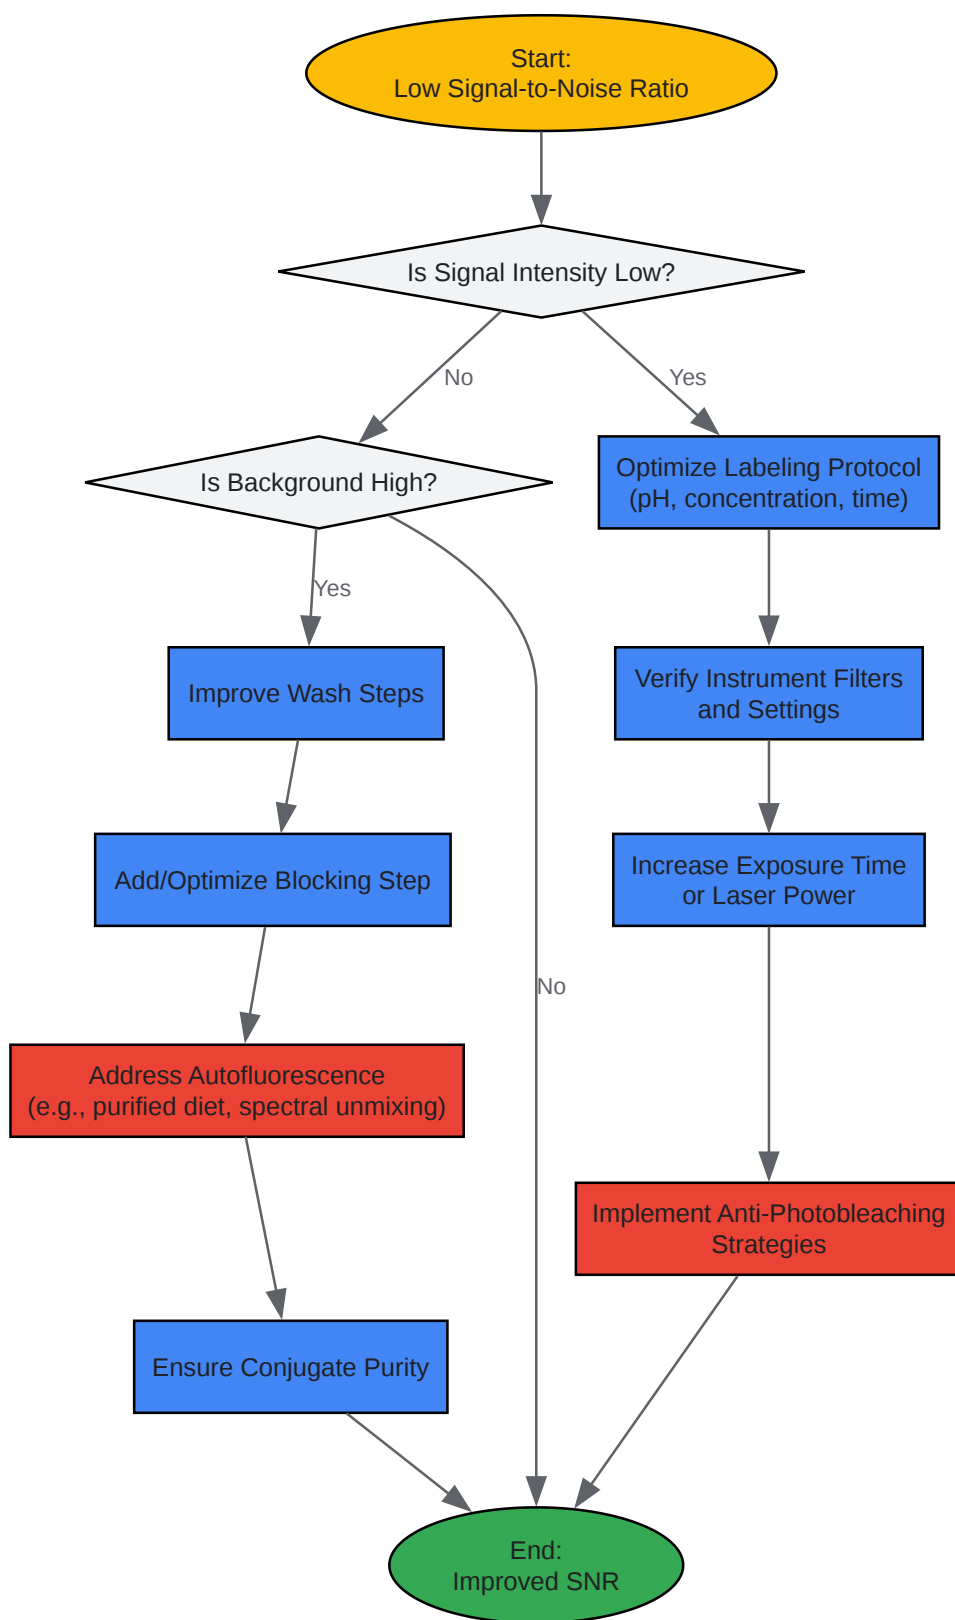 Start:
Low Signal-to-Noise Ratio
Is Signal Intensity Low?
No
Yes
Is Background High?
Optimize Labeling Protocol
(pH, concentration, time)
Yes
Improve Wash Steps
Verify Instrument Filters
and Settings
Add/Optimize Blocking Step
Increase Exposure Time
or Laser Power
No
Address Autofluorescence
(e.g., purified diet, spectral unmixing)
Implement Anti-Photobleaching
Strategies
Ensure Conjugate Purity
End:
Improved SNR